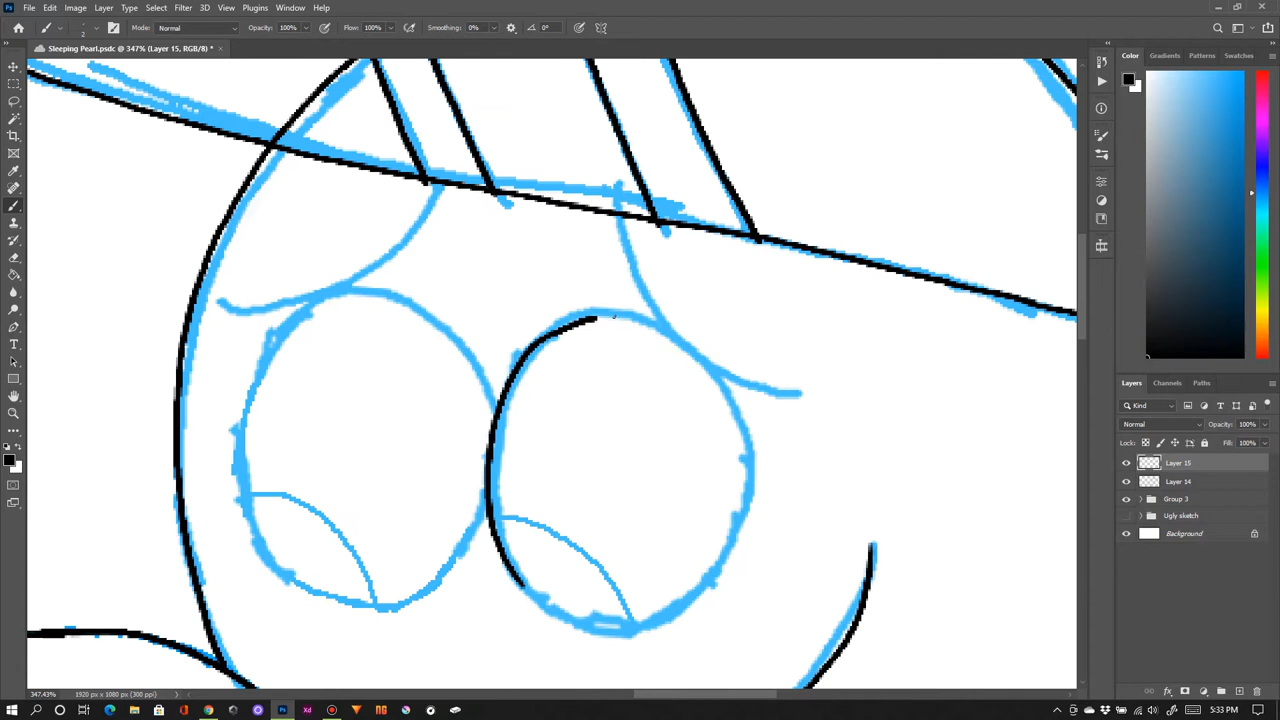 File Edit Image Layer Type Select Filter 3D View Plugins Window Help
2 Mode: Normal Opacity: 100% Flow: 100% Smoothing: 0% 0°
Sleeping Pearl.psdc @ 347% (Layer 15, RGB/8) * ×
Color Gradients Patterns Swatches
Layers Channels Paths
Kind
Normal Opacity: 100%
Lock: Fill: 100%
Layer 15
Layer 14
Group 3
Ugly sketch
Background
347.43% 1920 px x 1080 px (300 ppi)
5:33 PM